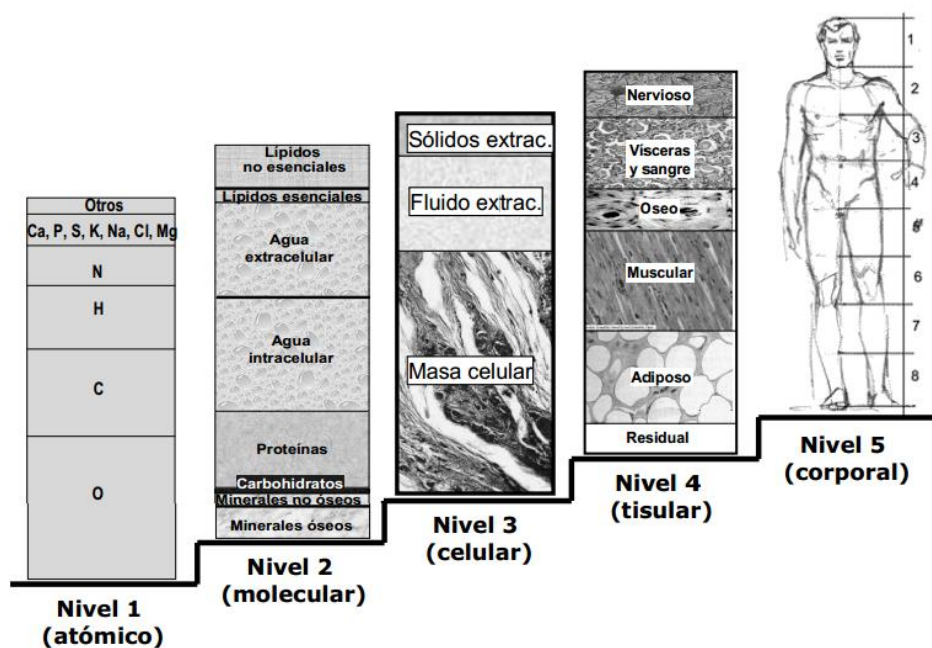 Otros
Ca, P, S, K, Na, Cl, Mg
N
H
C
O
Nivel 1
(atómico)
Lípidos
no esenciales
Lípidos esenciales
Agua
extracelular
Agua
intracelular
Proteínas
Carbohidratos
Minerales no óseos
Minerales óseos
Nivel 2
(molecular)
Sólidos extrac.
Fluido extrac.
Masa celular
Nivel 3
(celular)
Nervioso
Vísceras
y sangre
Oseo
Muscular
Adiposo
Residual
Nivel 4
(tisular)
1
2
3
4
5
6
7
8
Nivel 5
(corporal)